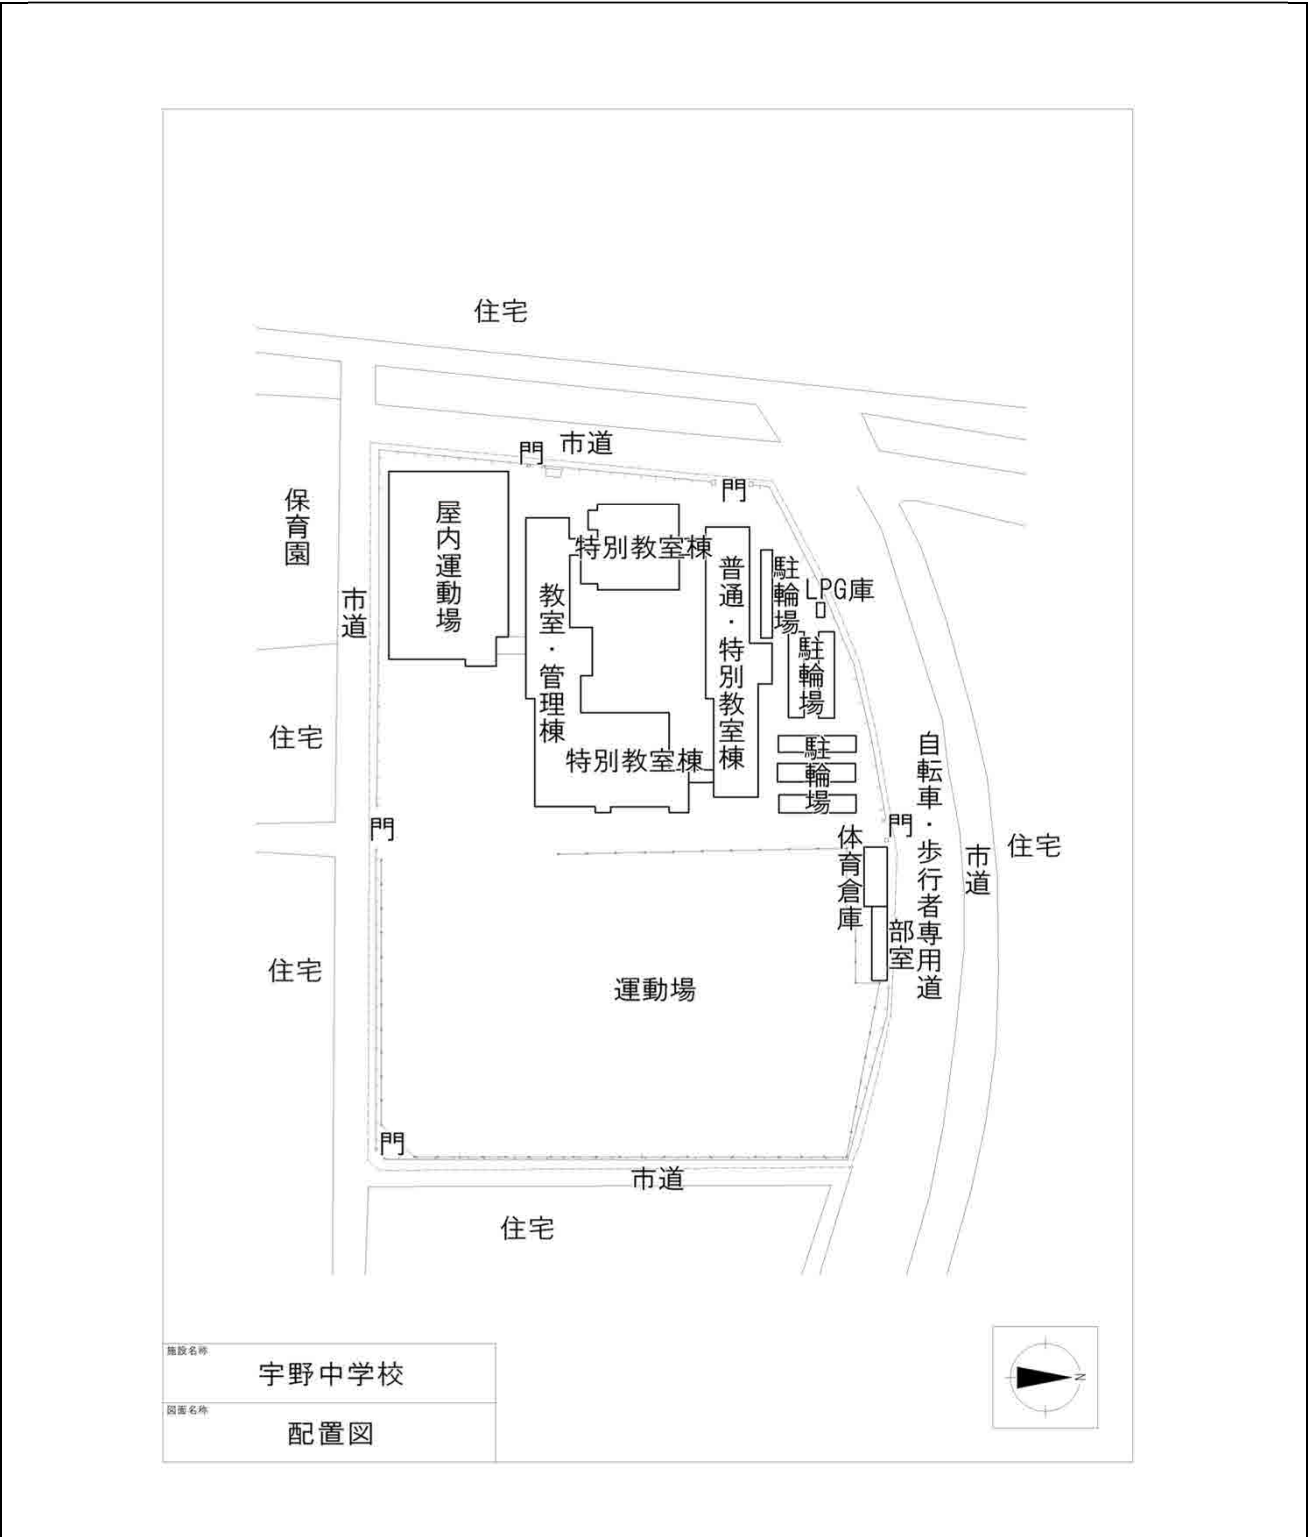 住宅
市道
門
門
保育園
屋内運動場
特別教室棟
普通・特別教室棟
駐輪場
LPG庫
市道
教室・管理棟
駐輪場
住宅
特別教室棟
駐輪場
自転車・歩行者専用道
門
門
体育倉庫
市道
住宅
部室
住宅
運動場
門
市道
住宅
施設名称
宇野中学校
図面名称
配置図
N